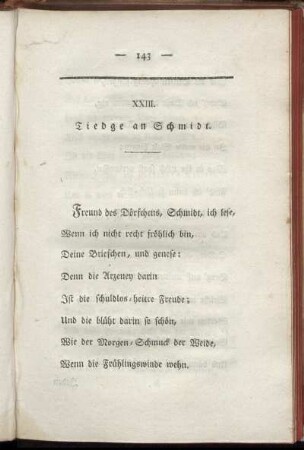 — 143 —
XXIII.
Tiedge an Schmidt.
Freund des Dörfchens, Schmidt, ich lese,
Wenn ich nicht recht fröhlich bin,
Deine Briefchen, und genese:
Denn die Arzeney darin
Ist die schuldlos-heitre Freude;
Und die blüht darin so schön,
Wie der Morgen-Schmuck der Weide,
Wenn die Frühlingswinde wehn.